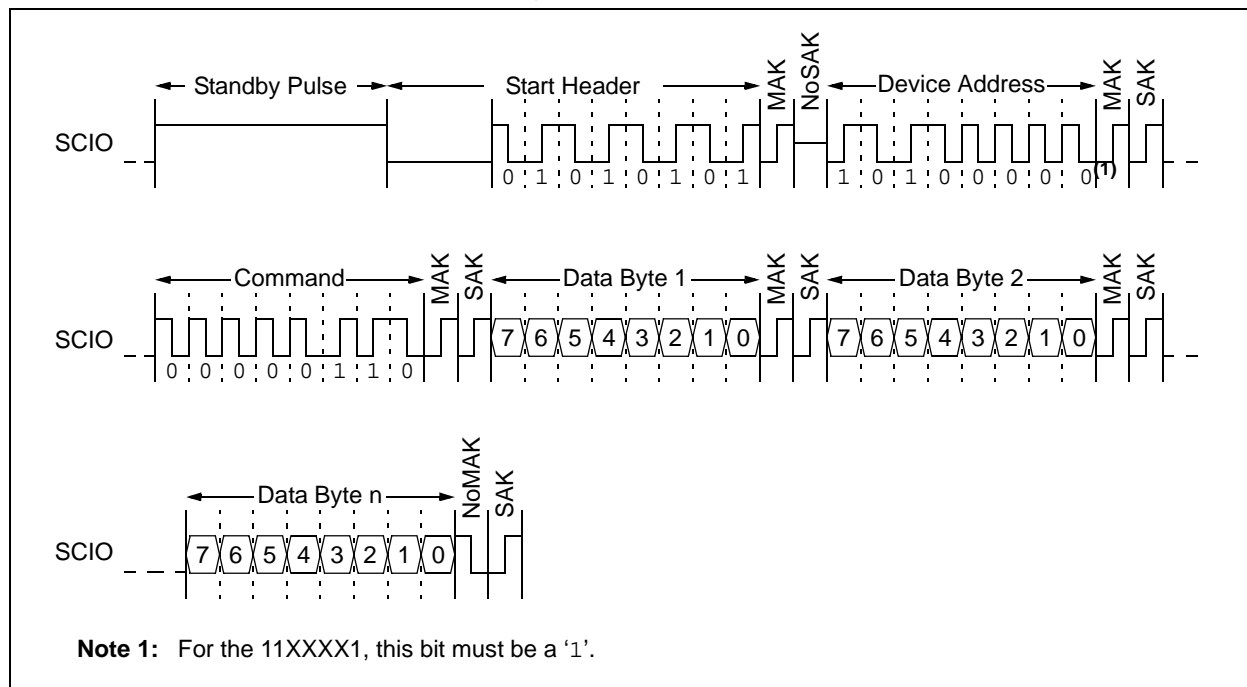 Standby Pulse Start Header MAK NoSAK Device Address MAK SAK
SCIO
0 1 0 1 0 1 0 1 1 0 1 0 0 0 0 0(1)
Command MAK SAK Data Byte 1 MAK SAK Data Byte 2 MAK SAK
SCIO 7 6 5 4 3 2 1 0 7 6 5 4 3 2 1 0
0 0 0 0 0 1 1 0
Data Byte n NoMAK SAK
SCIO 7 6 5 4 3 2 1 0
Note 1: For the 11XXXX1, this bit must be a ‘1’.